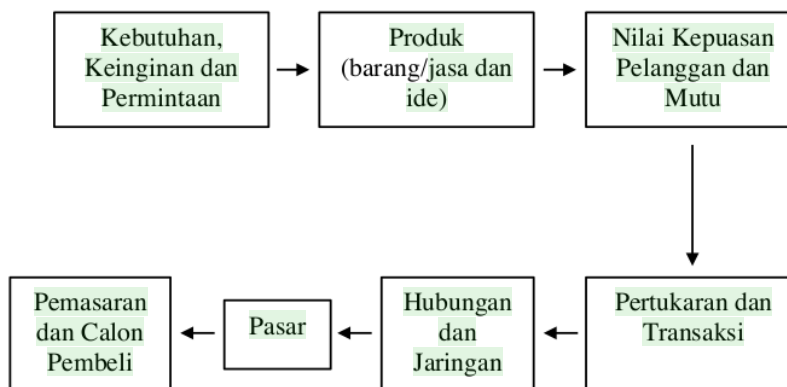 Kebutuhan,
Keinginan dan
Permintaan
Produk
(barang/jasa dan
ide)
Nilai Kepuasan
Pelanggan dan
Mutu
Pertukaran dan
Transaksi
Hubungan
dan
Jaringan
Pasar
Pemasaran
dan Calon
Pembeli